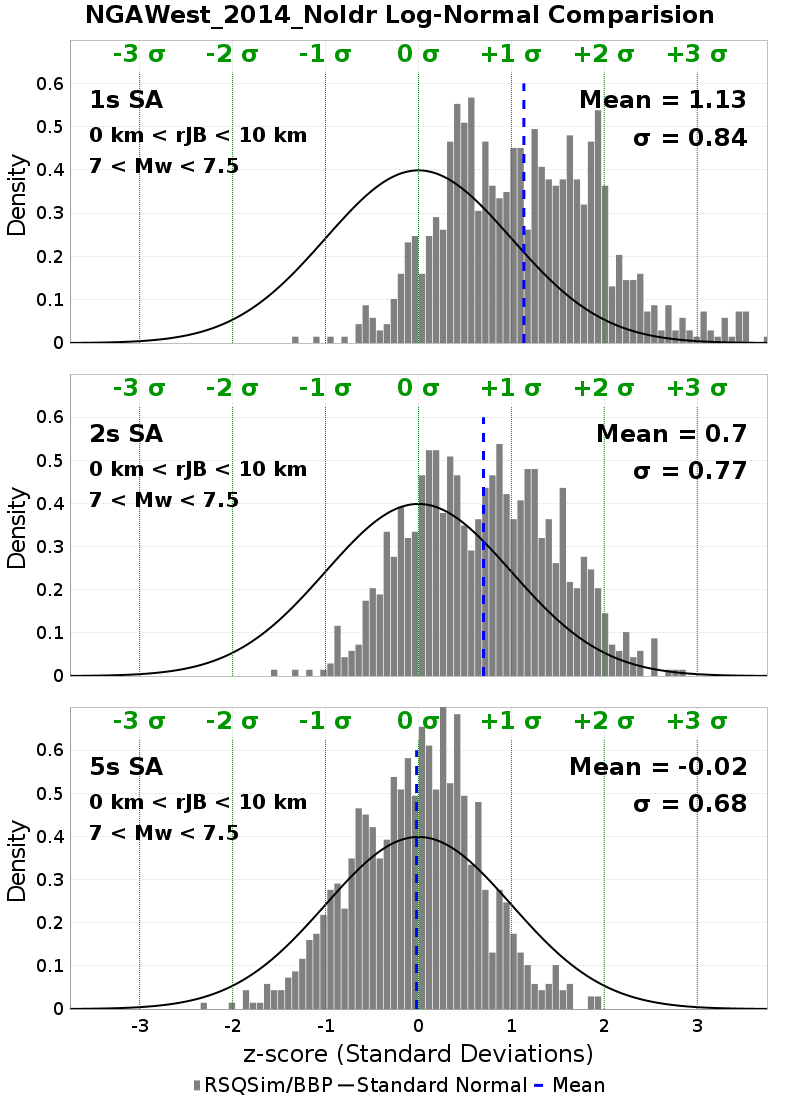 NGAWest_2014_NoIdr Log-Normal Comparision
-3 σ -2 σ -1 σ 0 σ +1 σ +2 σ +3 σ
1s SA
0 km < rJB < 10 km
7 < Mw < 7.5
Mean = 1.13
σ = 0.84
Density
0.6
0.5
0.4
0.3
0.2
0.1
0
-3 σ -2 σ -1 σ 0 σ +1 σ +2 σ +3 σ
2s SA
0 km < rJB < 10 km
7 < Mw < 7.5
Mean = 0.7
σ = 0.77
Density
0.6
0.5
0.4
0.3
0.2
0.1
0
-3 σ -2 σ -1 σ 0 σ +1 σ +2 σ +3 σ
5s SA
0 km < rJB < 10 km
7 < Mw < 7.5
Mean = -0.02
σ = 0.68
Density
0.6
0.5
0.4
0.3
0.2
0.1
0
-3 -2 -1 0 1 2 3
z-score (Standard Deviations)
RSQSim/BBP Standard Normal Mean